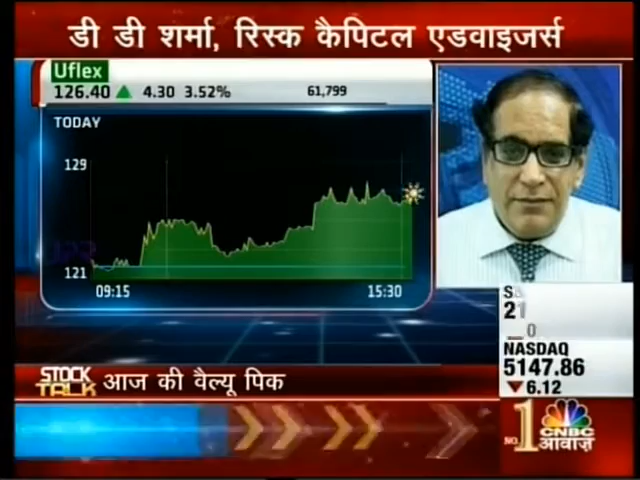 डी डी शर्मा, रिस्क कैपिटल एडवाइजर्स
Uflex
126.40 ▲ 4.30 3.52% 61,799
TODAY
129
121
09:15 15:30
NASDAQ
5147.86
▼ 6.12
STOCK
TALK
आज की वैल्यू पिक
NO. 1
CNBC
आवाज़